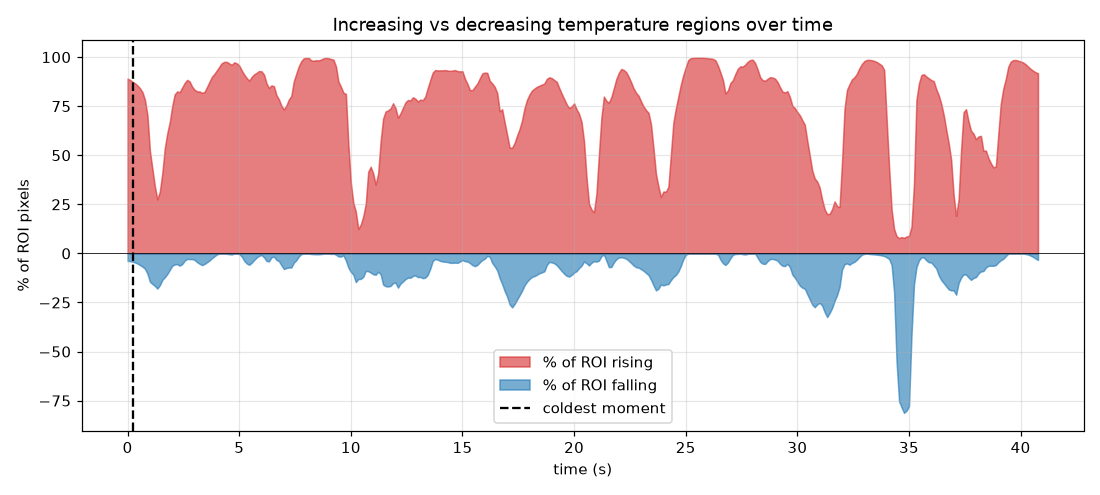 Increasing vs decreasing temperature regions over time
100
75
50
25
0
−25
−50
−75
% of ROI pixels
% of ROI rising
% of ROI falling
coldest moment
0 5 10 15 20 25 30 35 40
time (s)